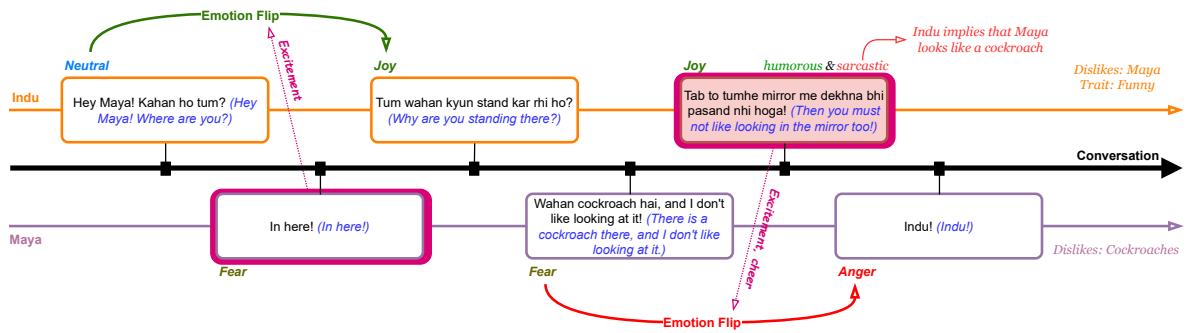 Emotion Flip
Excitement
Indu implies that Maya
looks like a cockroach
Neutral
Joy
Joy
humorous & sarcastic
Dislikes: Maya
Trait: Funny
Indu
Hey Maya! Kahan ho tum? (Hey
Maya! Where are you?)
Tum wahan kyun stand kar rhi ho?
(Why are you standing there?)
Tab to tumhe mirror me dekhna bhi
pasand nhi hoga! (Then you must
not like looking in the mirror too!)
Conversation
Maya
In here! (In here!)
Wahan cockroach hai, and I don't
like looking at it! (There is a
cockroach there, and I don't like
looking at it.)
Excitement, cheer
Indu! (Indu!)
Dislikes: Cockroaches
Fear
Fear
Anger
Emotion Flip